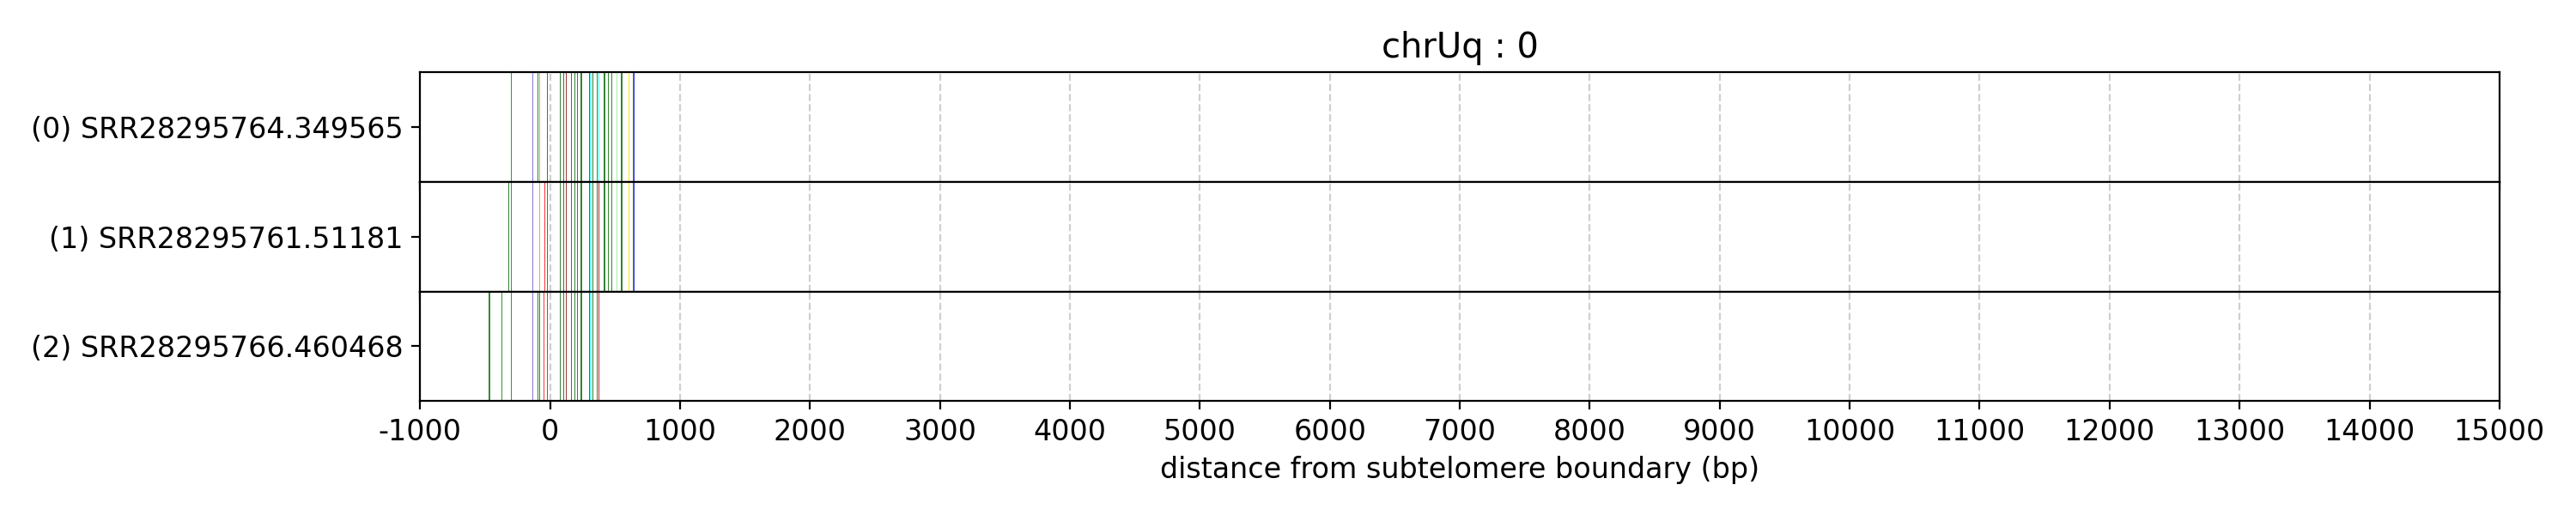 chrUq : 0
(0) SRR28295764.349565
(1) SRR28295761.51181
(2) SRR28295766.460468
-1000 0 1000 2000 3000 4000 5000 6000 7000 8000 9000 10000 11000 12000 13000 14000 15000
distance from subtelomere boundary (bp)